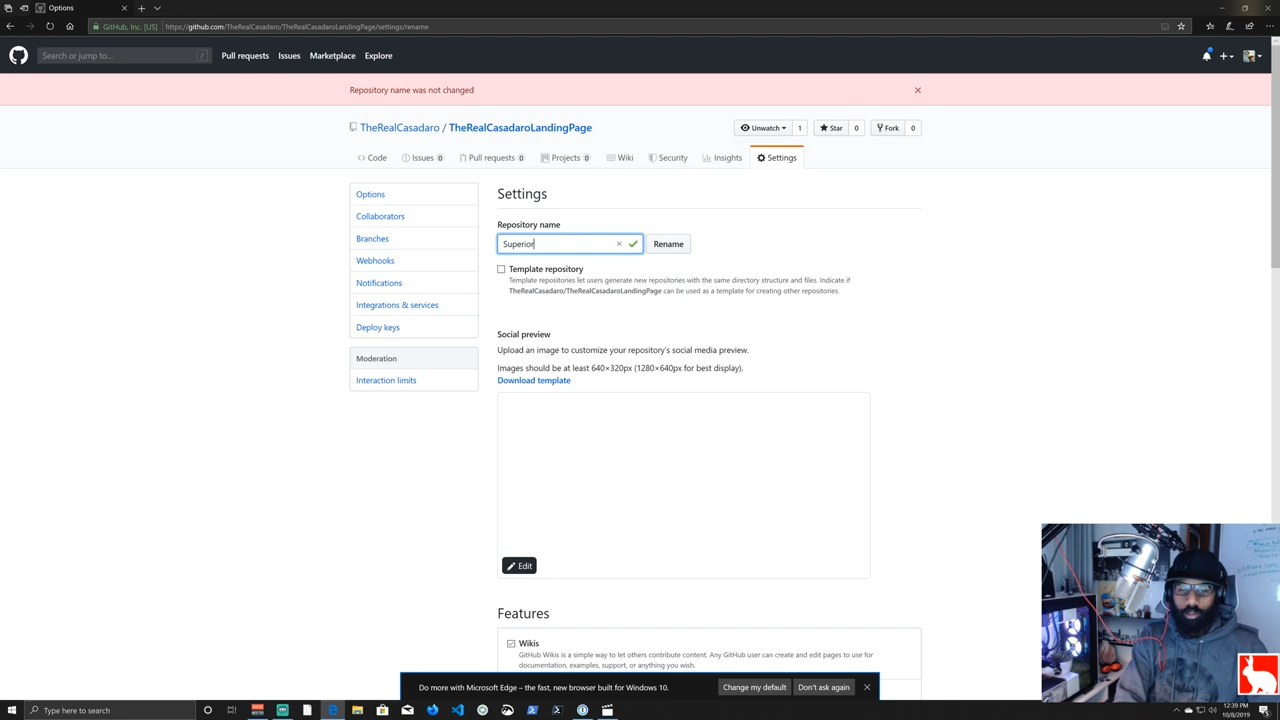 Options
GitHub, Inc. [US]
https://github.com/TheRealCasadaro/TheRealCasadaroLandingPage/settings/rename
Search or jump to...
/
Pull requests
Issues
Marketplace
Explore
Repository name was not changed
TheRealCasadaro / TheRealCasadaroLandingPage
Unwatch 1
Star 0
Fork 0
Code
Issues 0
Pull requests 0
Projects 0
Wiki
Security
Insights
Settings
Options
Collaborators
Branches
Webhooks
Notifications
Integrations & services
Deploy keys
Moderation
Interaction limits
Settings
Repository name
Superior
Rename
Template repository
Template repositories let users generate new repositories with the same directory structure and files. Indicate if
TheRealCasadaro/TheRealCasadaroLandingPage can be used as a template for creating other repositories.
Social preview
Upload an image to customize your repository's social media preview.
Images should be at least 640×320px (1280×640px for best display).
Download template
Edit
Features
Wikis
GitHub Wikis is a simple way to let others contribute content. Any GitHub user can create and edit pages to use for
documentation, examples, support, or anything you wish.
Do more with Microsoft Edge – the fast, new browser built for Windows 10.
Change my default
Don't ask again
Type here to search
12:39 PM
10/8/2019